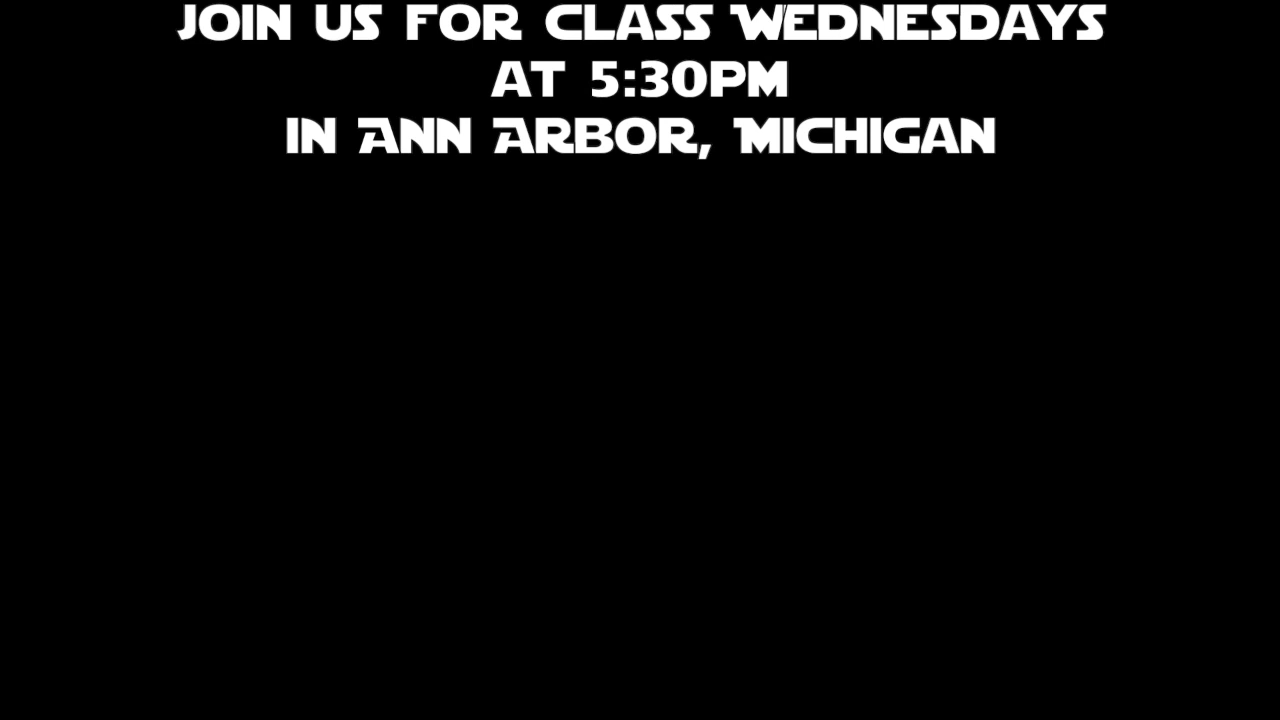 JOIN US FOR CLASS WEDNESDAYS
AT 5:30PM
IN ANN ARBOR, MICHIGAN